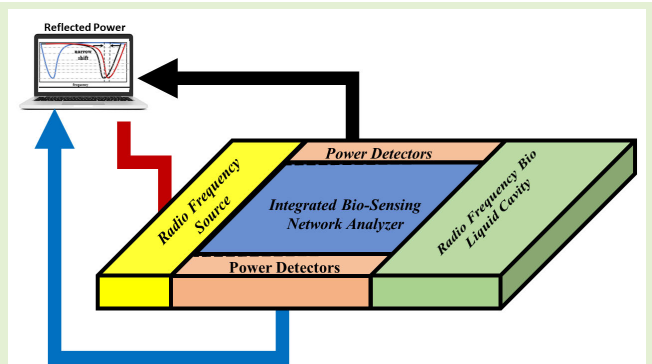 Reflected Power
narrow
shift
frequency
Power Detectors
Radio Frequency
Source
Integrated Bio-Sensing
Network Analyzer
Radio Frequency Bio
Liquid Cavity
Power Detectors